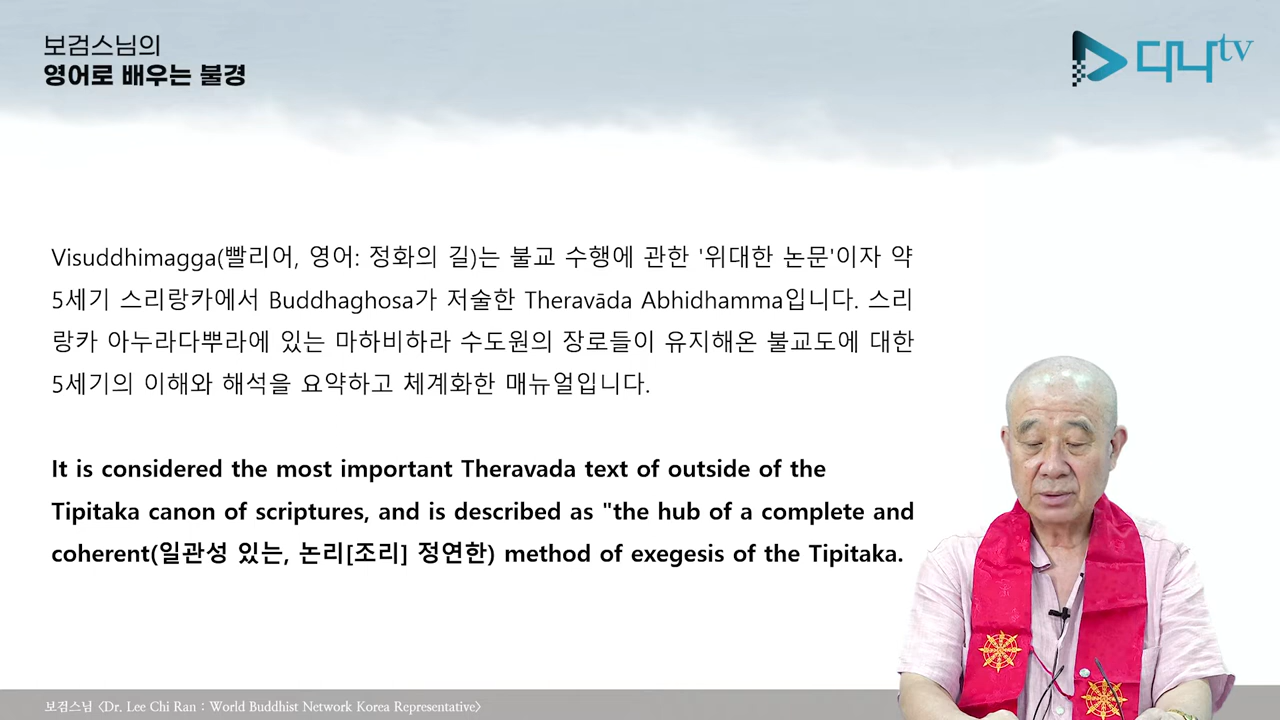 보검스님의
영어로 배우는 불경
디나tv
Visuddhimagga(빨리어, 영어: 정화의 길)는 불교 수행에 관한 '위대한 논문'이자 약
5세기 스리랑카에서 Buddhaghosa가 저술한 Theravāda Abhidhamma입니다. 스리
랑카 아누라다뿌라에 있는 마하비하라 수도원의 장로들이 유지해온 불교도에 대한
5세기의 이해와 해석을 요약하고 체계화한 매뉴얼입니다.
It is considered the most important Theravada text of outside of the
Tipitaka canon of scriptures, and is described as "the hub of a complete and
coherent(일관성 있는, 논리[조리] 정연한) method of exegesis of the Tipitaka.
보검스님 <Dr. Lee Chi Ran : World Buddhist Network Korea Representative>